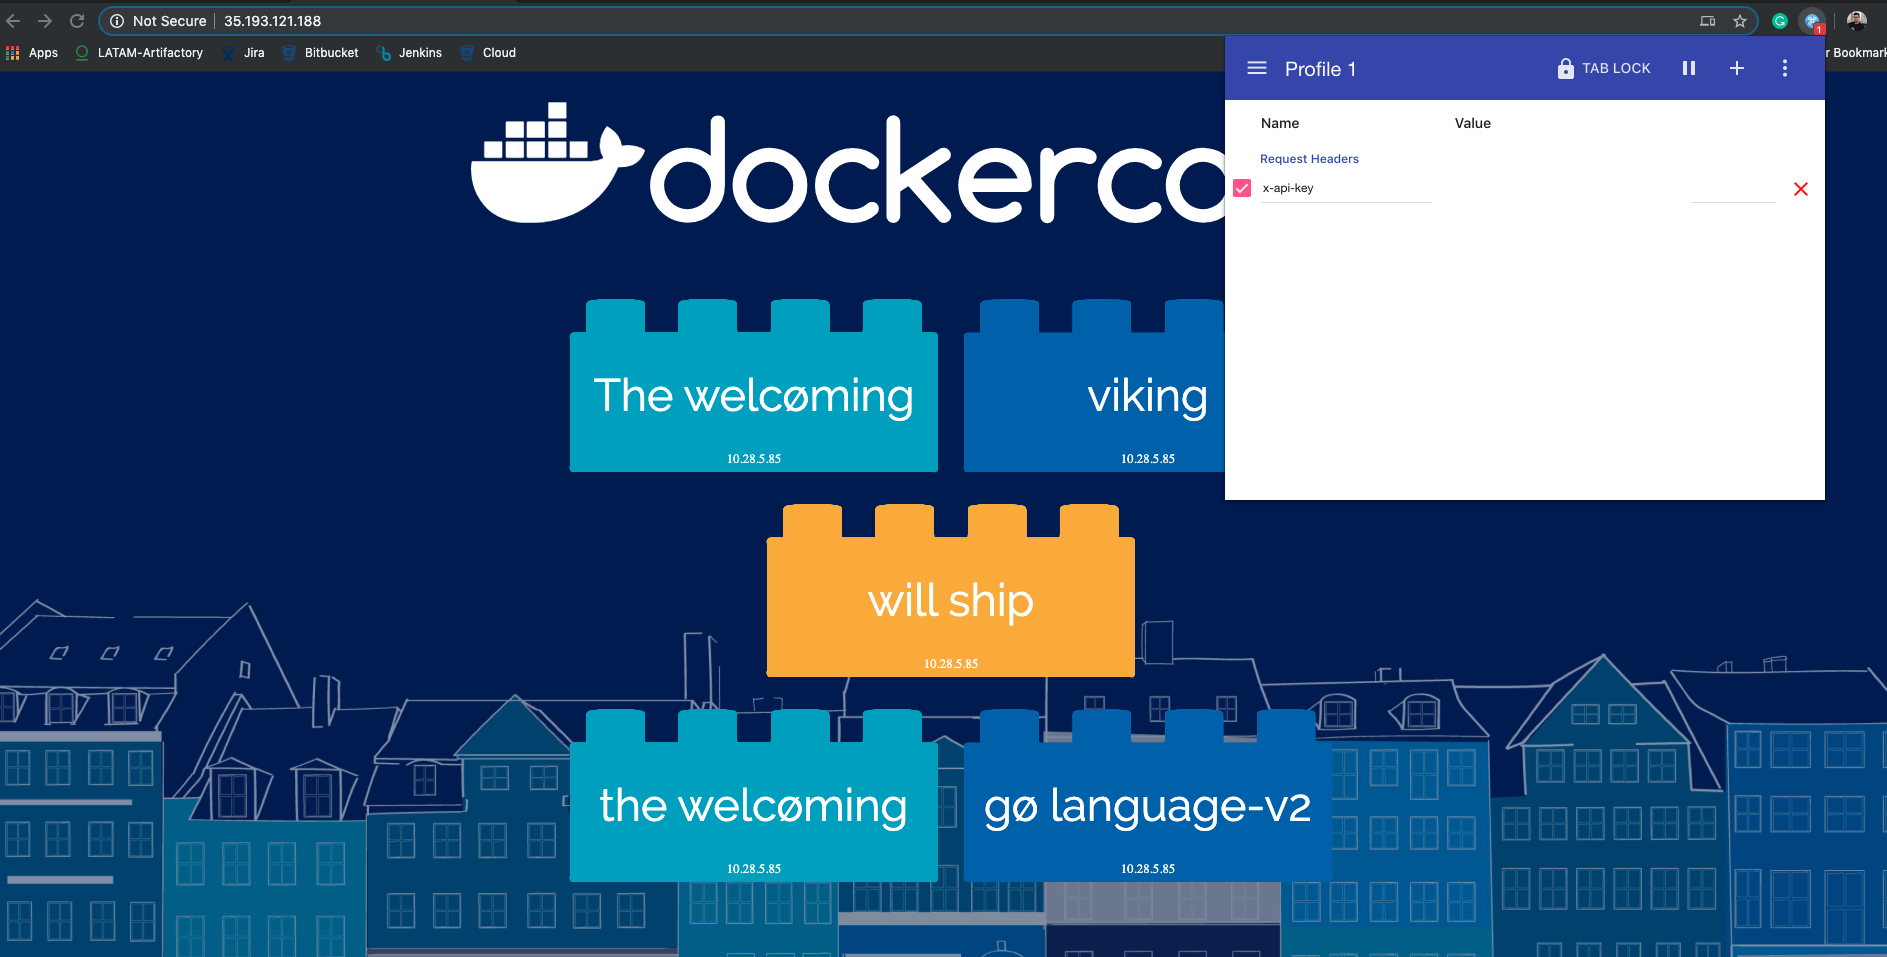 Not Secure 35.193.121.188
Apps LATAM-Artifactory Jira Bitbucket Jenkins Cloud r Bookmark
Profile 1 TAB LOCK
1
Name Value
Request Headers
x-api-key
dockerco
The welcøming
10.28.5.85
viking
10.28.5.85
will ship
10.28.5.85
the welcøming
10.28.5.85
gø language-v2
10.28.5.85